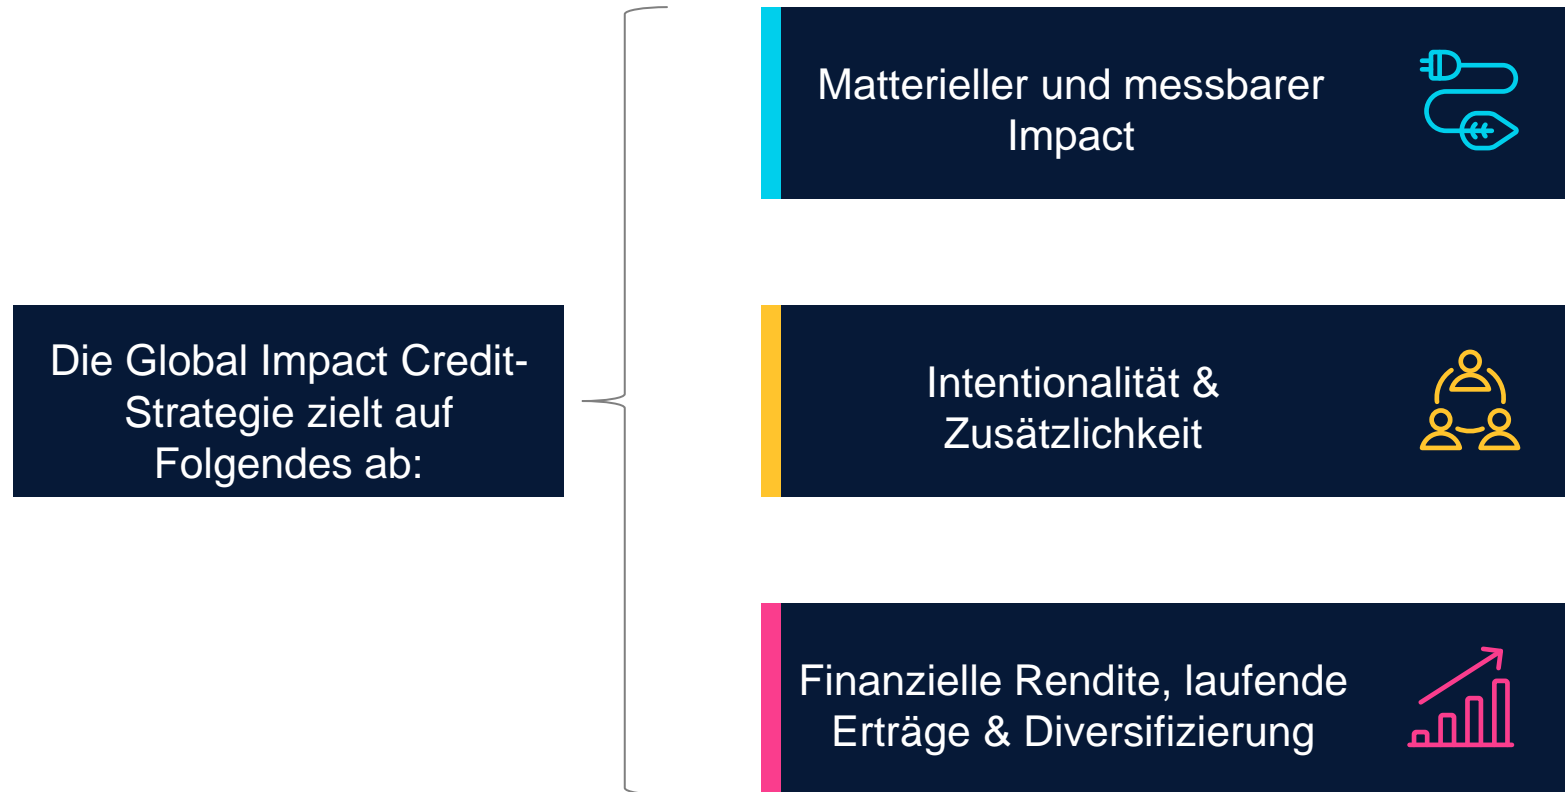 Die Global Impact Credit-
Strategie zielt auf
Folgendes ab:
Matterieller und messbarer
Impact
Intentionalität &
Zusätzlichkeit
Finanzielle Rendite, laufende
Erträge & Diversifizierung